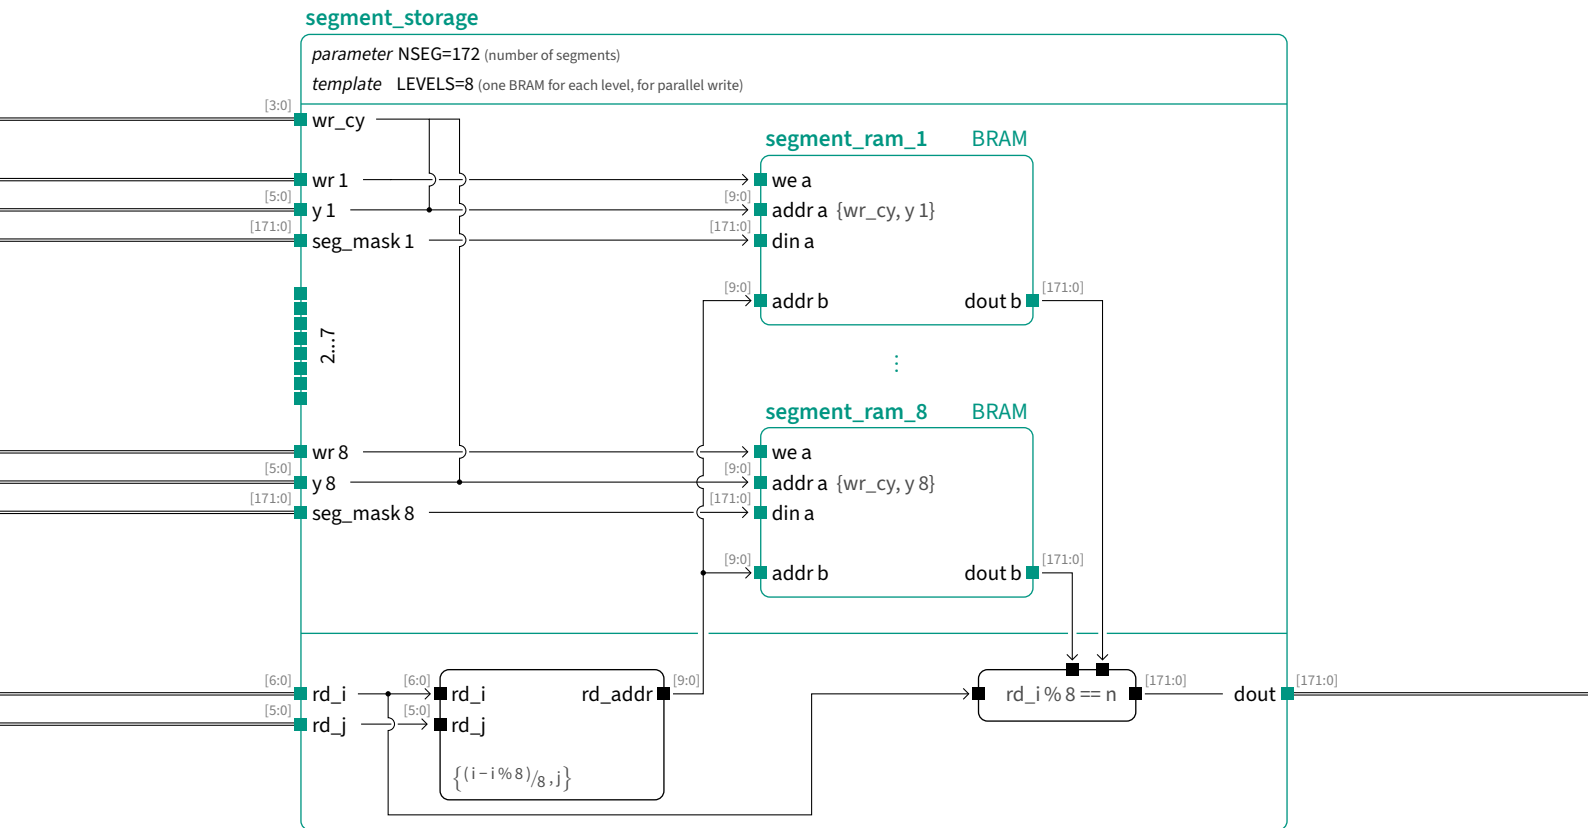 segment_storage
parameter NSEG=172 (number of segments)
template LEVELS=8 (one BRAM for each level, for parallel write)
[3:0]
wr_cy
wr 1
[5:0]
y 1
[171:0]
seg_mask 1
2...7
wr 8
[5:0]
y 8
[171:0]
seg_mask 8
segment_ram_1 BRAM
we a
[9:0]
addr a {wr_cy, y 1}
[171:0]
din a
[9:0]
addr b
dout b
[171:0]
⋮
segment_ram_8 BRAM
we a
[9:0]
addr a {wr_cy, y 8}
[171:0]
din a
[9:0]
addr b
dout b
[171:0]
[6:0]
rd_i
[5:0]
rd_j
[6:0]
rd_i
[5:0]
rd_j
rd_addr
[9:0]
{(i−i%8)/8,j}
rd_i % 8 == n
[171:0]
dout
[171:0]